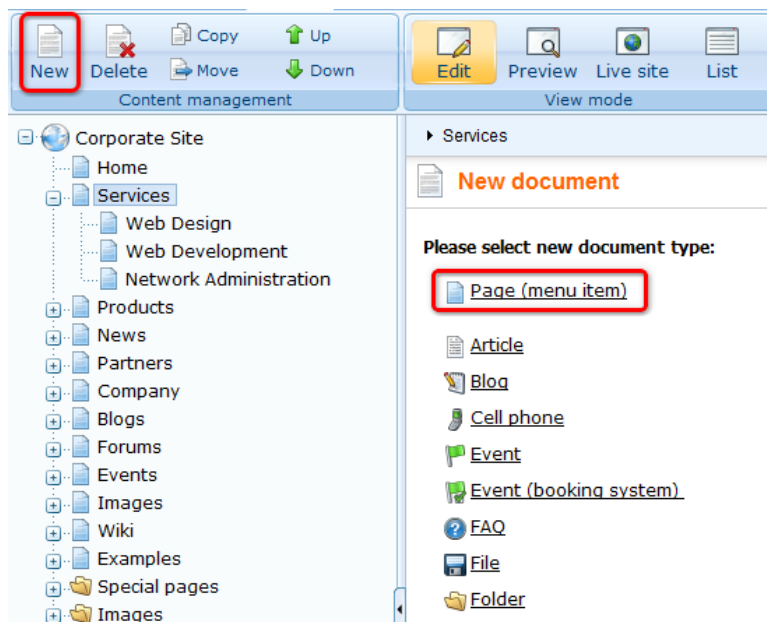 New Delete Copy Up
Move Down
Content management
Edit Preview Live site List
View mode
Corporate Site
Home
Services
Web Design
Web Development
Network Administration
Products
News
Partners
Company
Blogs
Forums
Events
Images
Wiki
Examples
Special pages
Images
Services
New document
Please select new document type:
Page (menu item)
Article
Blog
Cell phone
Event
Event (booking system)
FAQ
File
Folder